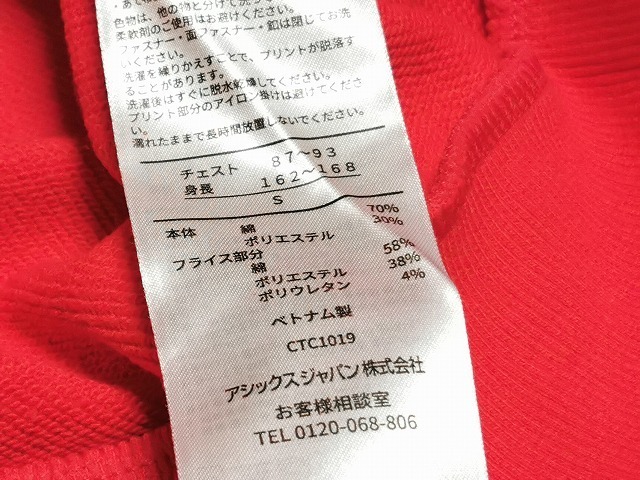 色物は、他の物と分けて洗って
柔軟剤のご使用はお避けください。
ファスナー・面ファスナー・釦は閉じてお洗
いください。
洗濯を繰りかえすことで、プリントが脱落す
ることがあります。
洗濯後はすぐに脱水乾燥してください。
プリント部分のアイロン掛けは避けてくださ
い。
濡れたままで長時間放置しないでください。
チェスト 87~93
身長 162~168
S
本体 綿 70%
ポリエステル 30%
フライス部分
綿 58%
ポリエステル 38%
ポリウレタン 4%
ベトナム製
CTC1019
アシックスジャパン株式会社
お客様相談室
TEL 0120-068-806